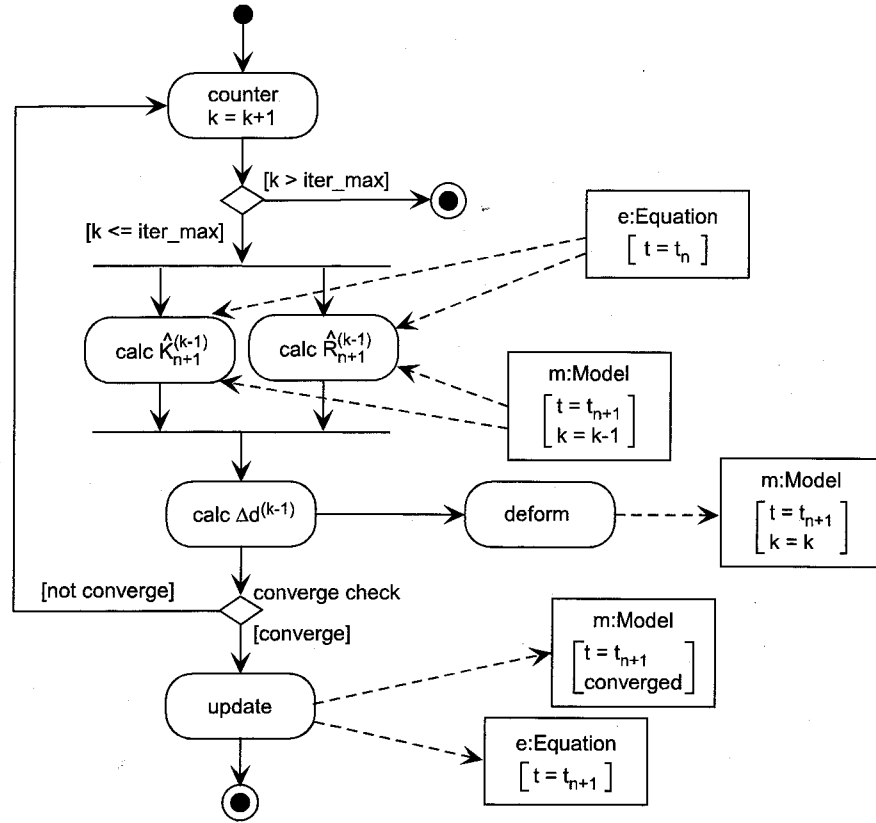 counter
k = k+1
[k > iter_max]
[k <= iter_max]
e:Equation
[ t = tₙ ]
calc K̂ₙ₊₁⁽ᵏ⁻¹⁾
calc R̂ₙ₊₁⁽ᵏ⁻¹⁾
m:Model
t = tₙ₊₁
k = k-1
calc Δd⁽ᵏ⁻¹⁾
deform
m:Model
t = tₙ₊₁
k = k
[not converge]
converge check
[converge]
m:Model
t = tₙ₊₁
converged
update
e:Equation
[ t = tₙ₊₁ ]